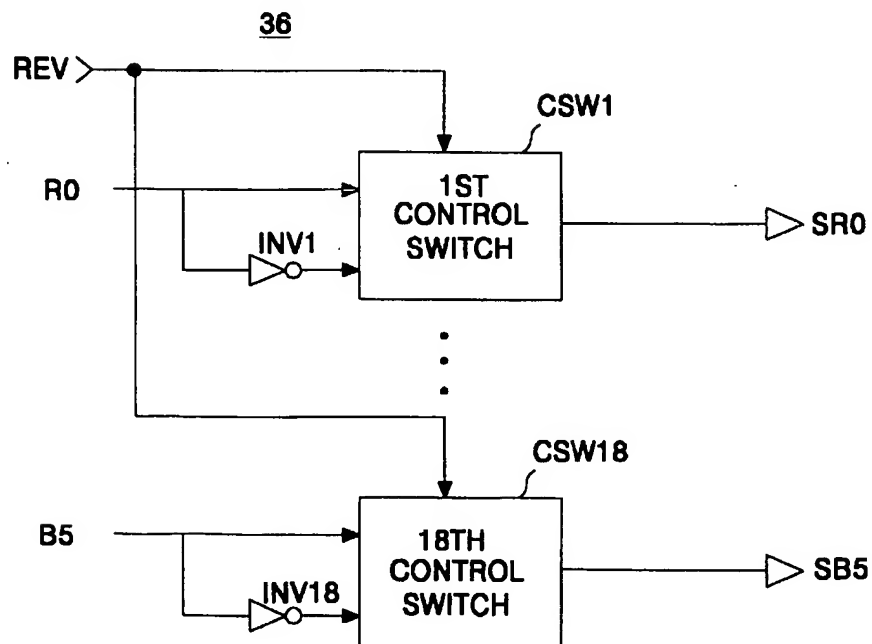 36
REV
CSW1
R0
1ST
CONTROL
SWITCH
SR0
INV1
CSW18
B5
18TH
CONTROL
SWITCH
SB5
INV18